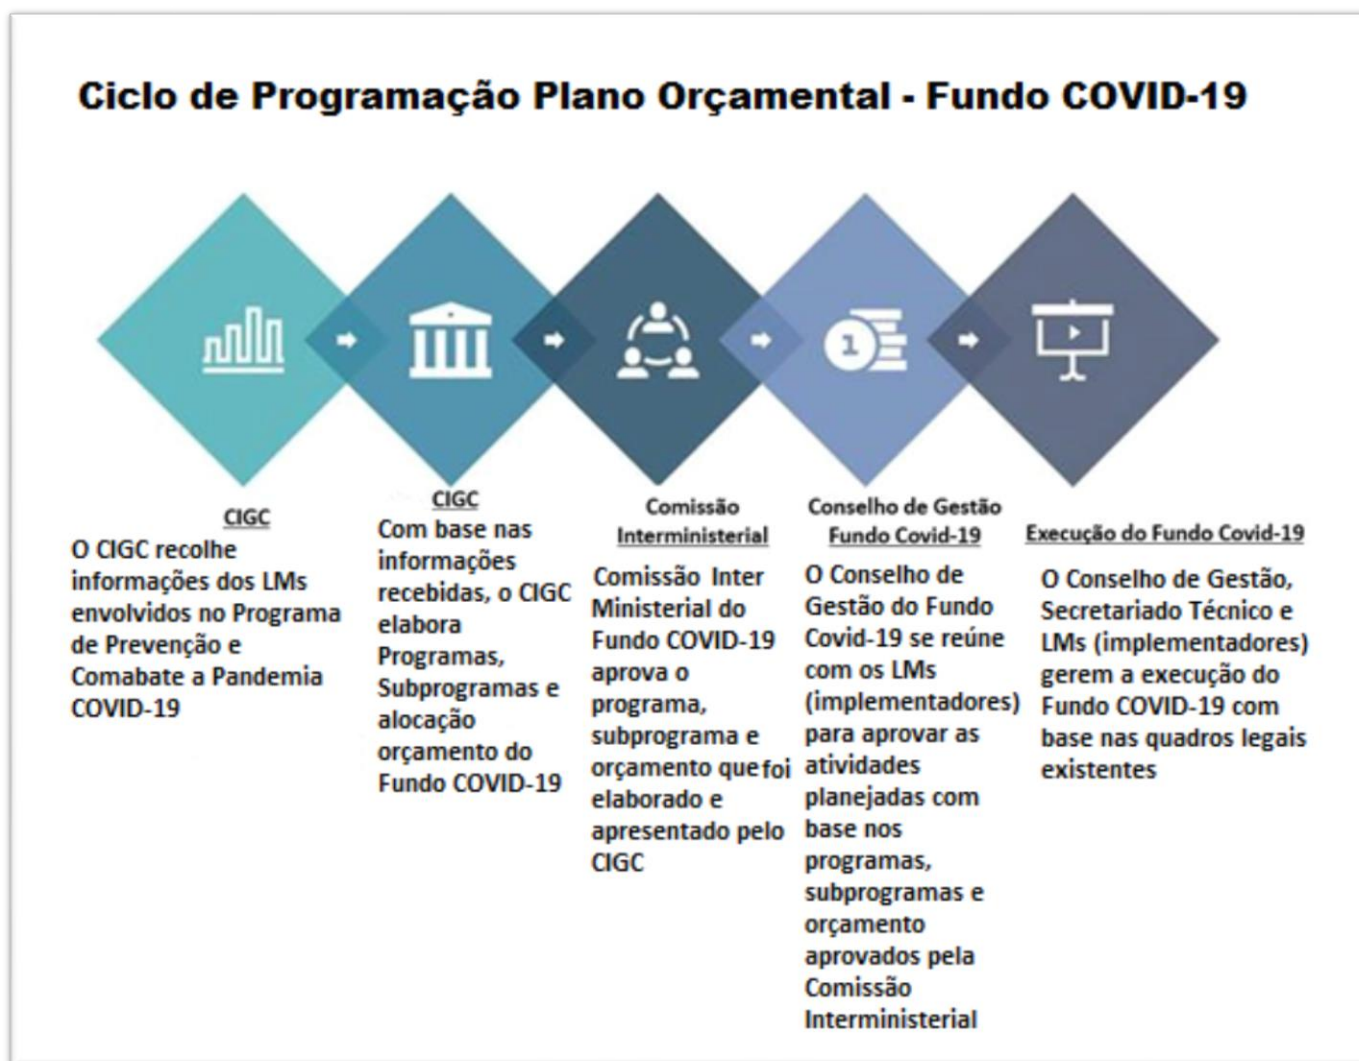 Ciclo de Programação Plano Orçamental - Fundo COVID-19
1
CIGC
O CIGC recolhe
informações dos LMs
envolvidos no Programa
de Prevenção e
Comabate a Pandemia
COVID-19
CIGC
Com base nas
informações
recebidas, o CIGC
elabora
Programas,
Subprogramas e
alocação
orçamento do
Fundo COVID-19
Comissão
Interministerial
Comissão Inter
Ministerial do
Fundo COVID-19
aprova o
programa,
subprograma e
orçamento que foi
elaborado e
apresentado pelo
CIGC
Conselho de Gestão
Fundo Covid-19
O Conselho de
Gestão do Fundo
Covid-19 se reúne
com os LMs
(implementadores)
para aprovar as
atividades
planejadas com
base nos
programas,
subprogramas e
orçamento
aprovados pela
Comissão
Interministerial
Execução do Fundo Covid-19
O Conselho de Gestão,
Secretariado Técnico e
LMs (implementadores)
gerem a execução do
Fundo COVID-19 com
base nas quadros legais
existentes